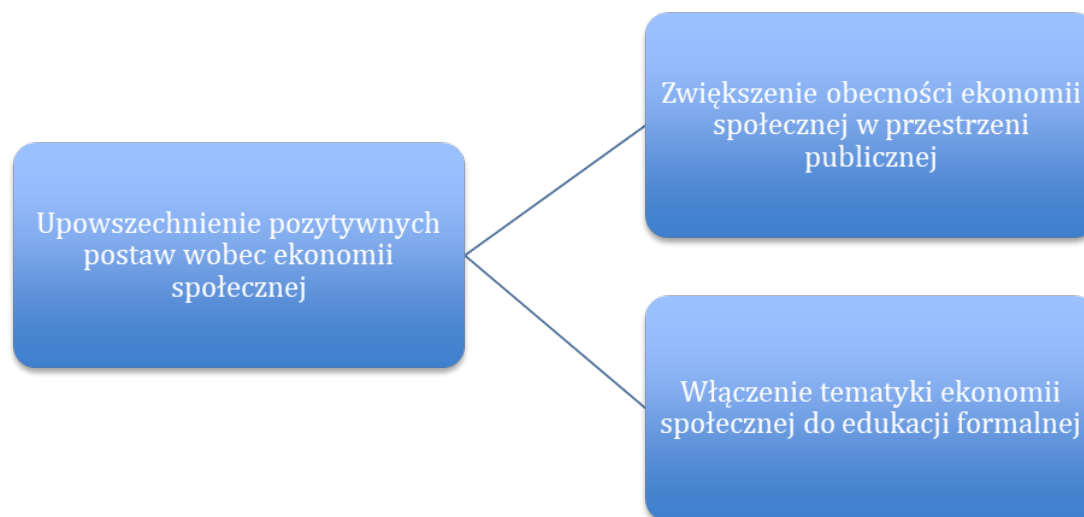 Upowszechnienie pozytywnych
postaw wobec ekonomii
społecznej
Zwiększenie obecności ekonomii
społecznej w przestrzeni
publicznej
Włączenie tematyki ekonomii
społecznej do edukacji formalnej